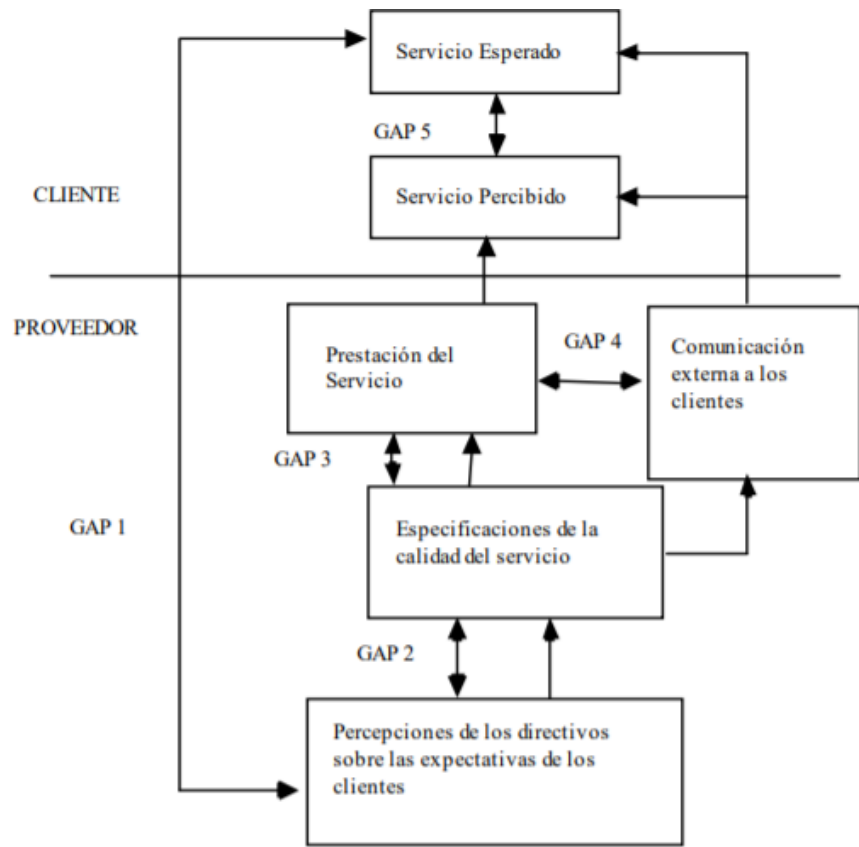 Servicio Esperado
GAP 5
CLIENTE
Servicio Percibido
PROVEEDOR
Prestación del
Servicio
GAP 4
Comunicación
externa a los
clientes
GAP 3
GAP 1
Especificaciones de la
calidad del servicio
GAP 2
Percepciones de los directivos
sobre las expectativas de los
clientes